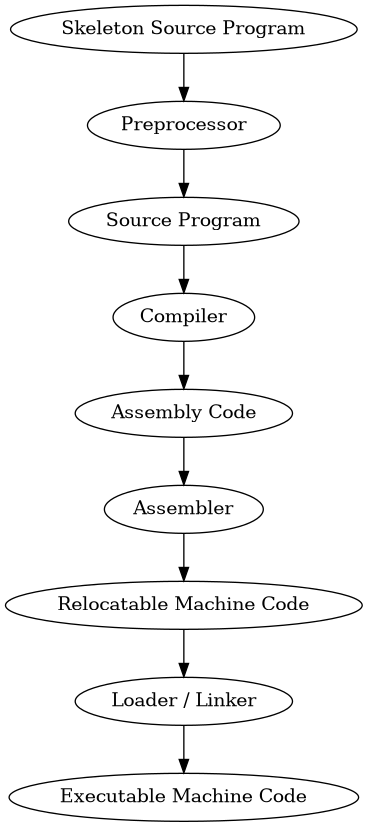 Skeleton Source Program
Preprocessor
Source Program
Compiler
Assembly Code
Assembler
Relocatable Machine Code
Loader / Linker
Executable Machine Code